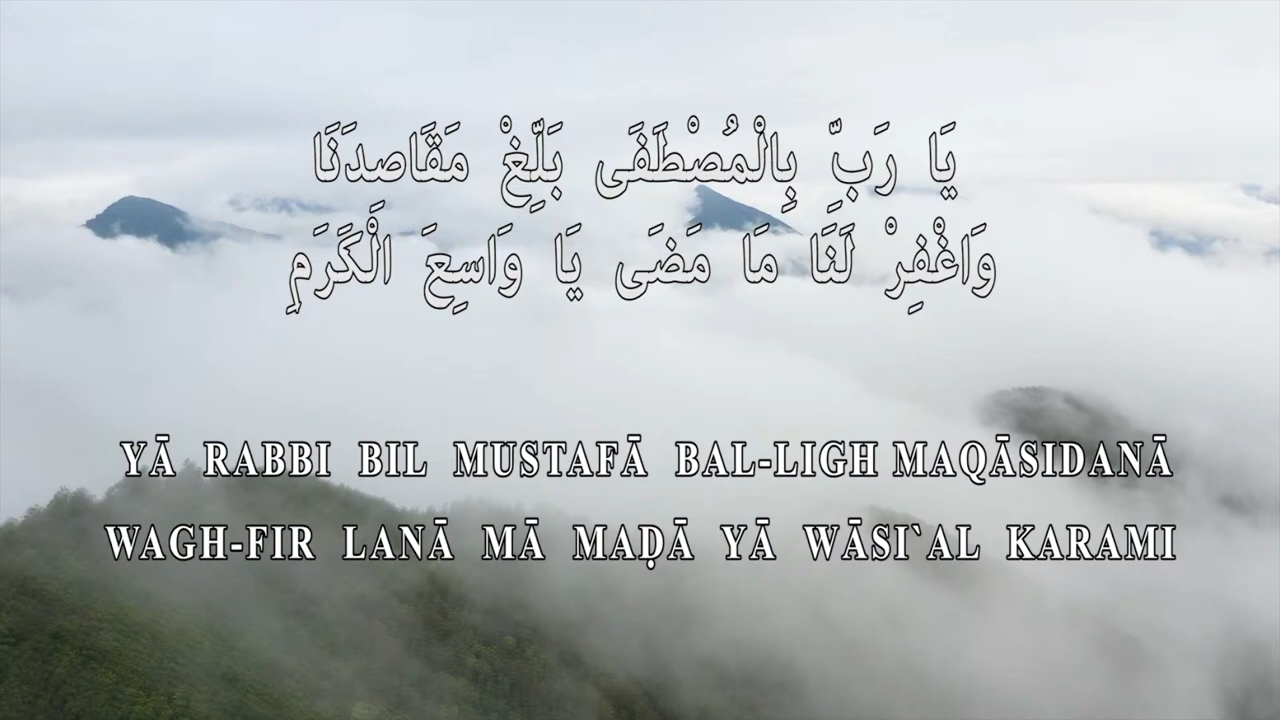 يَا رَبِّ بِالْمُصْطَفَى بَلِّغْ مَقَاصِدَنَا
وَاغْفِرْ لَنَا مَا مَضَى يَا وَاسِعَ الْكَرَمِ
YĀ RABBI BIL MUSTAFĀ BAL-LIGH MAQĀSIDANĀ
WAGH-FIR LANĀ MĀ MAḌĀ YĀ WĀSI`AL KARAMI